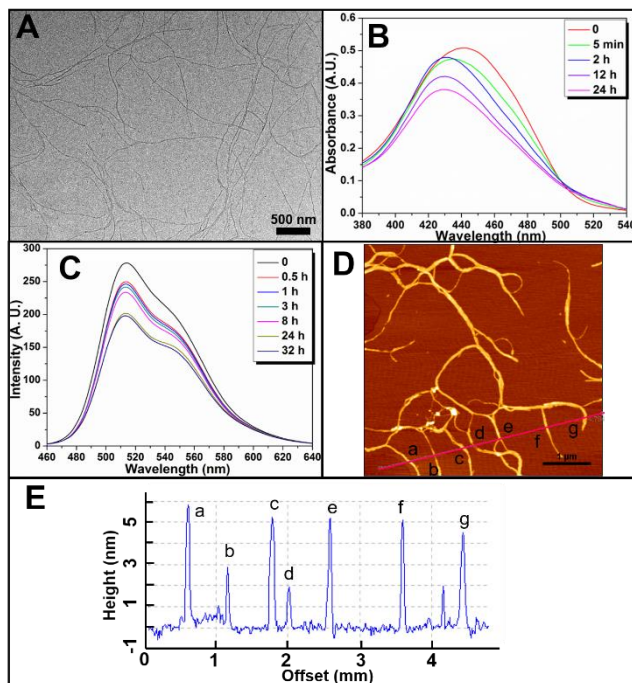 A
500 nm
B
Absorbance (A.U.)
0.6
0.5
0.4
0.3
0.2
0.1
0.0
380 400 420 440 460 480 500 520 540
Wavelength (nm)
0
5 min
2 h
12 h
24 h
C
Intensity (A. U.)
300
250
200
150
100
50
0
460 480 500 520 540 560 580 600 620 640
Wavelength (nm)
0
0.5 h
1 h
3 h
8 h
24 h
32 h
D
a
b
c
d
e
f
g
E
Height (nm)
5
3
1
-1
a
b
c
d
e
f
g
0 1 2 3 4
Offset (mm)